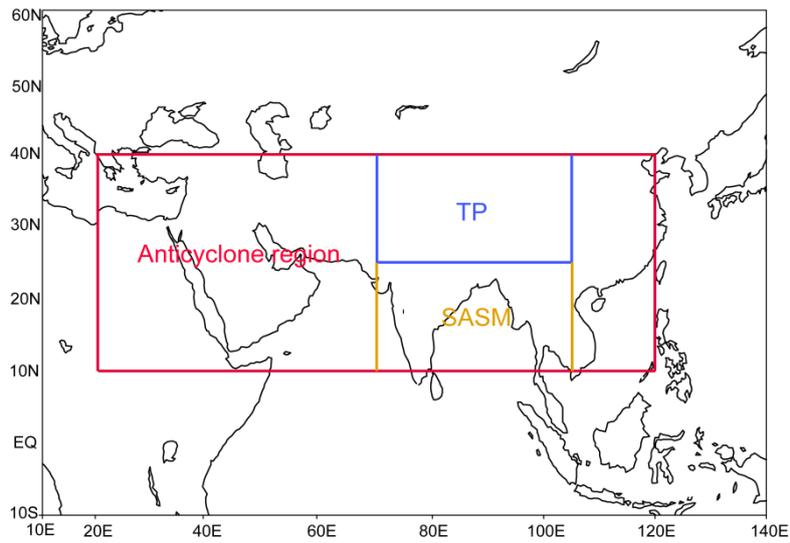 60N
50N
40N
30N
20N
10N
EQ
10S
TP
Anticyclone region
SASM
10E 20E 40E 60E 80E 100E 120E 140E